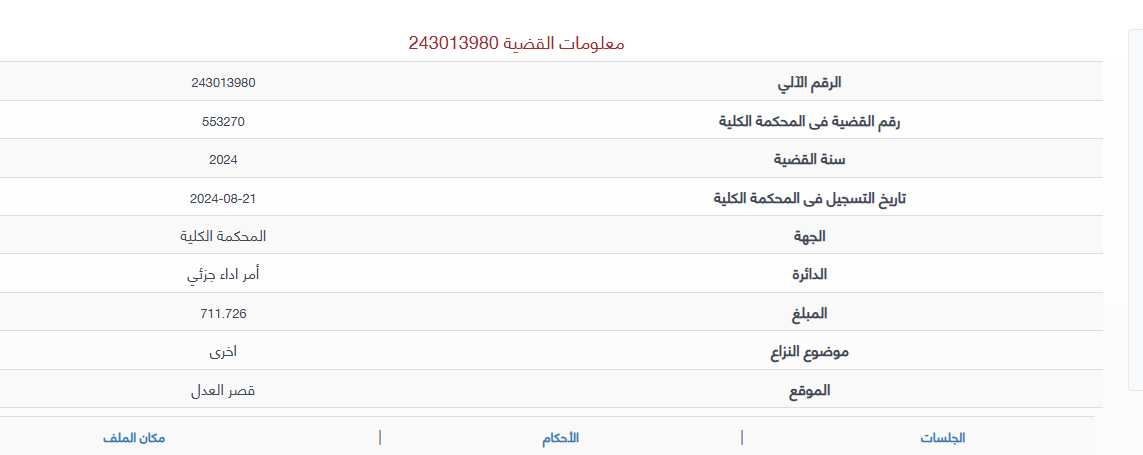 معلومات القضية 243013980
الرقم الآلي 243013980
رقم القضية فى المحكمة الكلية 553270
سنة القضية 2024
تاريخ التسجيل فى المحكمة الكلية 2024-08-21
الجهة المحكمة الكلية
الدائرة أمر اداء جزئي
المبلغ 711.726
موضوع النزاع اخرى
الموقع قصر العدل
الجلسات | الأحكام | مكان الملف